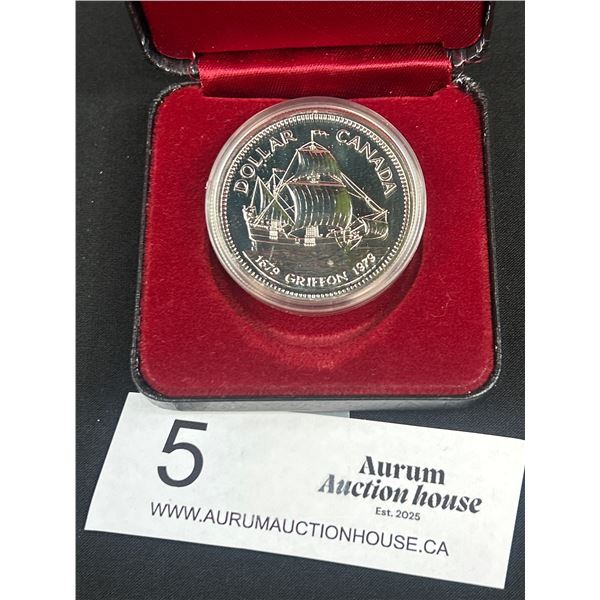 DOLLAR CANADA
1679 GRIFFON 1979
5
Aurum
Auction house
Est. 2025
WWW.AURUMAUCTIONHOUSE.CA